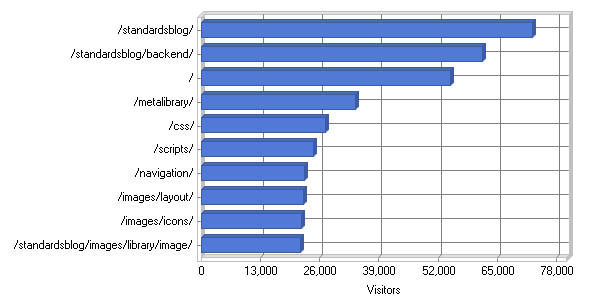 /standardsblog/
/standardsblog/backend/
/
/metalibrary/
/css/
/scripts/
/navigation/
/images/layout/
/images/icons/
/standardsblog/images/library/image/
0 13,000 26,000 39,000 52,000 65,000 78,000
Visitors